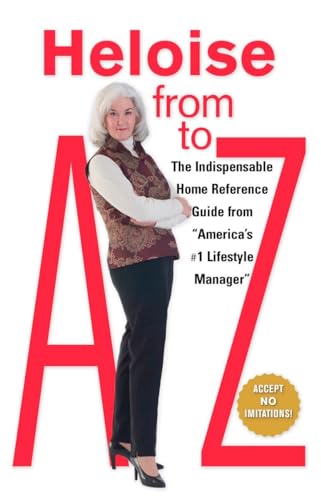 Heloise
from
to
A Z
The Indispensable
Home Reference
Guide from
“America’s
#1 Lifestyle
Manager”
ACCEPT
NO
IMITATIONS!